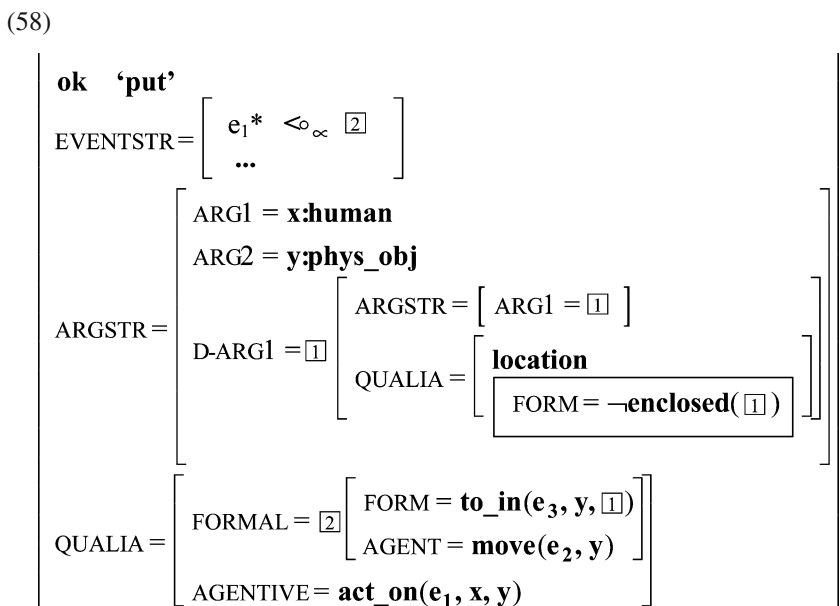 (58)
ok ‘put’
EVENTSTR = [ e₁* <∘∝ [2]
...
ARGSTR =
ARG1 = x:human
ARG2 = y:phys_obj
D-ARG1 = [1]
ARGSTR = [ ARG1 = [1] ]
QUALIA =
location
FORM = ¬enclosed( [1] )
QUALIA =
FORMAL = [2]
FORM = to_in(e₃, y, [1])
AGENT = move(e₂, y)
AGENTIVE = act_on(e₁, x, y)